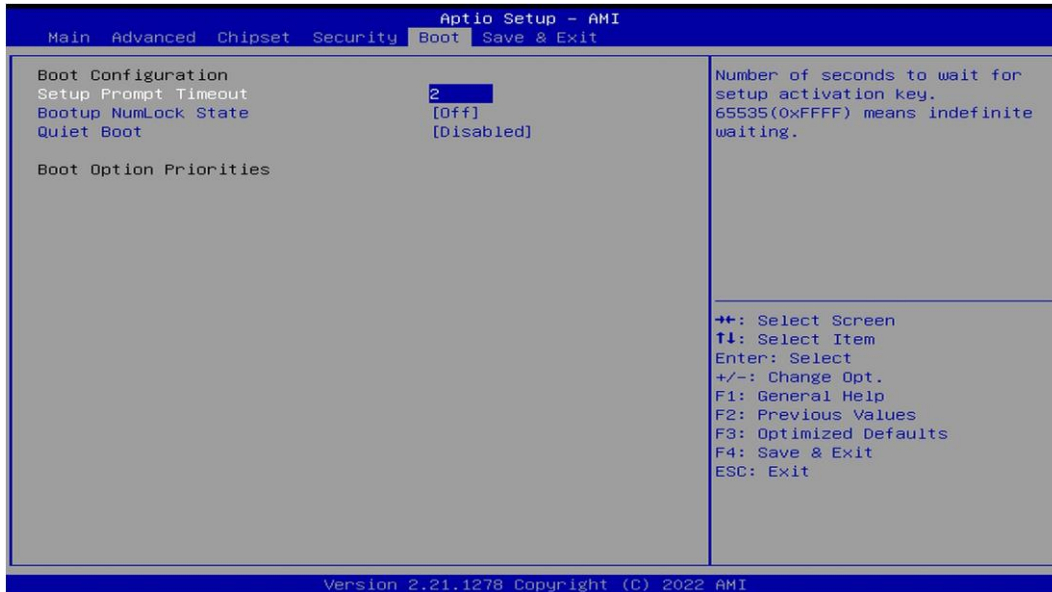 Aptio Setup - AMI
Main Advanced Chipset Security Boot Save & Exit
Boot Configuration
Setup Prompt Timeout 2
Bootup NumLock State [Off]
Quiet Boot [Disabled]
Boot Option Priorities
Number of seconds to wait for
setup activation key.
65535(0xFFFF) means indefinite
waiting.
→←: Select Screen
↑↓: Select Item
Enter: Select
+/-: Change Opt.
F1: General Help
F2: Previous Values
F3: Optimized Defaults
F4: Save & Exit
ESC: Exit
Version 2.21.1278 Copyright (C) 2022 AMI